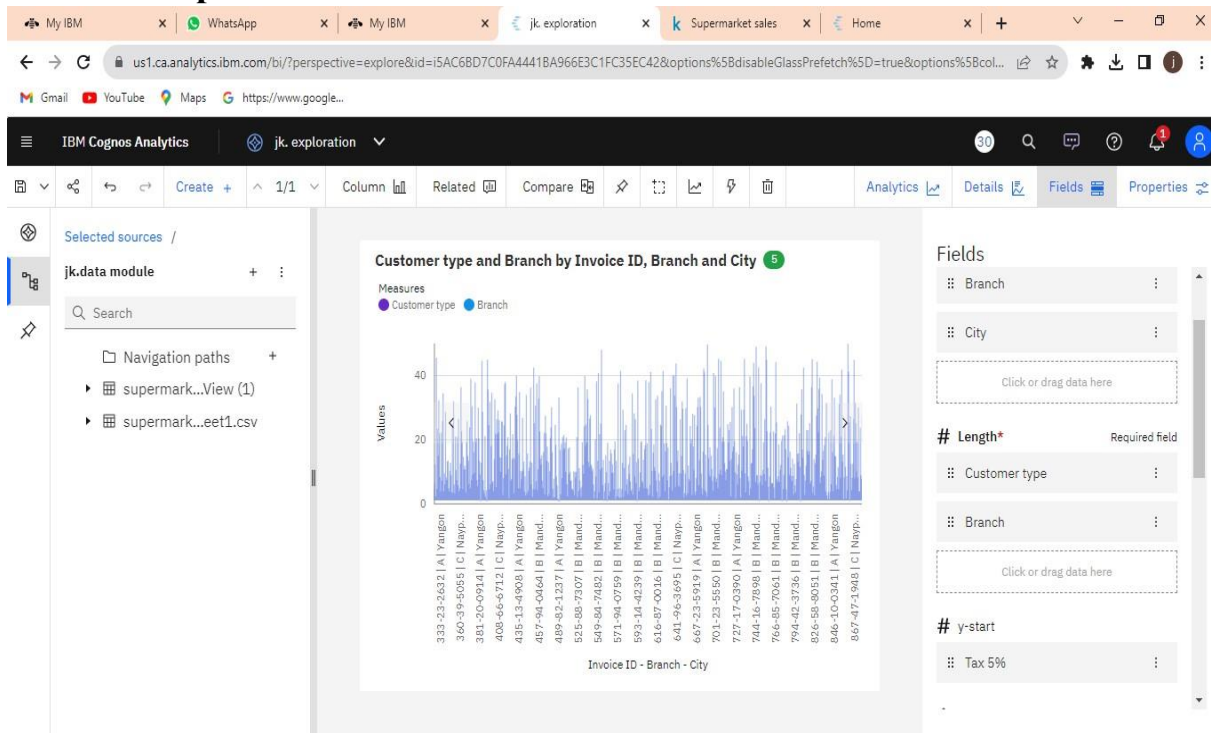 My IBM
WhatsApp
My IBM
jk. exploration
Supermarket sales
Home
us1.ca.analytics.ibm.com/bi/?perspective=explore&id=i5AC6BD7C0FA4441BA966E3C1FC35EC42&options%5BdisableGlassPrefetch%5D=true&options%5Bcol...
Gmail YouTube Maps https://www.google...
IBM Cognos Analytics jk. exploration 30 1
Create + 1/1 Column Related Compare Analytics Details Fields Properties
Selected sources /
jk.data module
Search
Navigation paths
supermark...View (1)
supermark...eet1.csv
Customer type and Branch by Invoice ID, Branch and City 5
Measures
Customer type Branch
Values
40
20
0
333-23-2632 | A | Yangon
360-39-5055 | C | Nayp...
381-20-0914 | A | Yangon
408-66-6712 | C | Nayp...
435-13-4908 | A | Yangon
457-94-0464 | B | Mand...
489-82-1237 | A | Yangon
525-88-7307 | B | Mand...
549-84-7482 | B | Mand...
571-94-0759 | B | Mand...
593-14-4239 | B | Mand...
616-87-0016 | B | Mand...
641-96-3695 | C | Nayp...
667-23-5919 | A | Yangon
701-23-5550 | B | Mand...
727-17-0390 | A | Yangon
744-16-7898 | B | Mand...
766-85-7061 | B | Mand...
794-42-3736 | B | Mand...
826-58-8051 | B | Mand...
846-10-0341 | A | Yangon
867-47-1948 | C | Nayp...
Invoice ID - Branch - City
Fields
Branch
City
Click or drag data here
# Length* Required field
Customer type
Branch
Click or drag data here
# y-start
Tax 5%